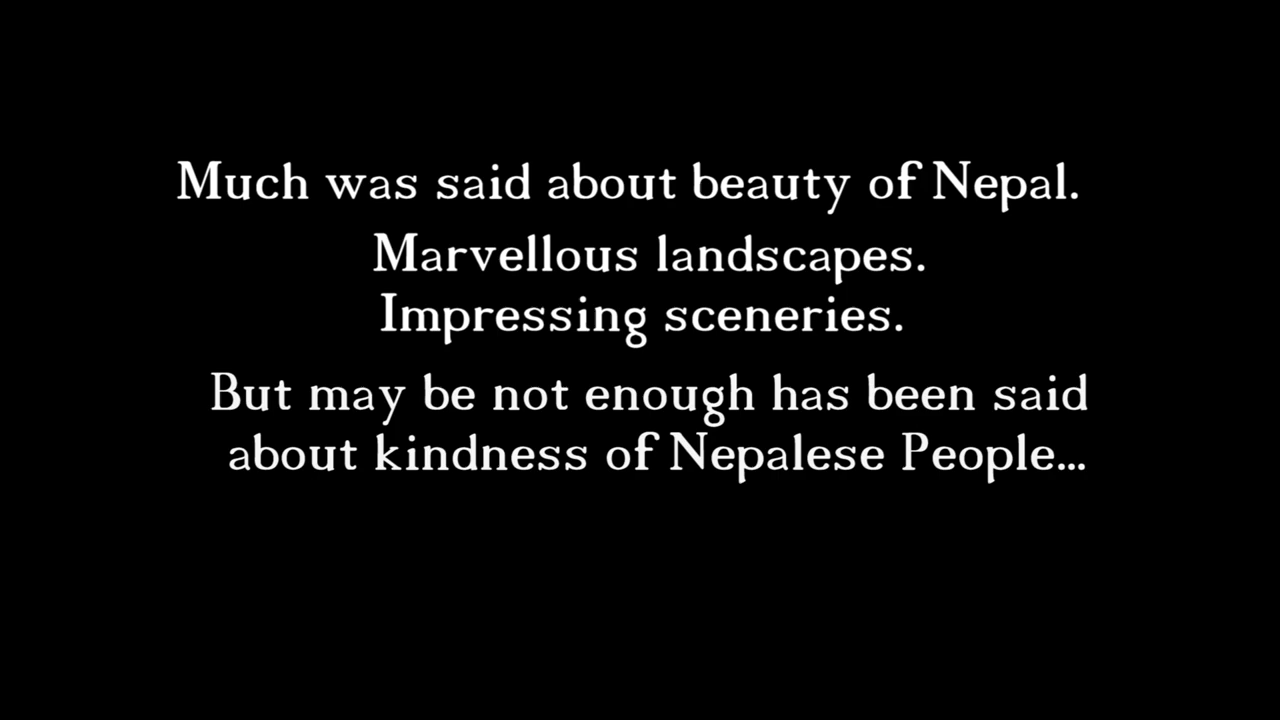 Much was said about beauty of Nepal.
Marvellous landscapes.
Impressing sceneries.
But may be not enough has been said
about kindness of Nepalese People...